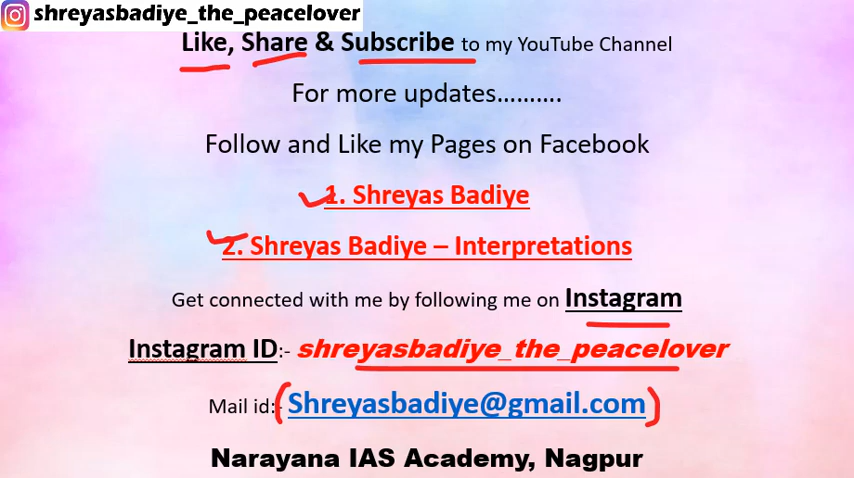 shreyasbadiye_the_peacelover
Like, Share & Subscribe to my YouTube Channel
For more updates……….
Follow and Like my Pages on Facebook
1. Shreyas Badiye
2. Shreyas Badiye – Interpretations
Get connected with me by following me on Instagram
Instagram ID:- shreyasbadiye_the_peacelover
Mail id:- Shreyasbadiye@gmail.com
Narayana IAS Academy, Nagpur